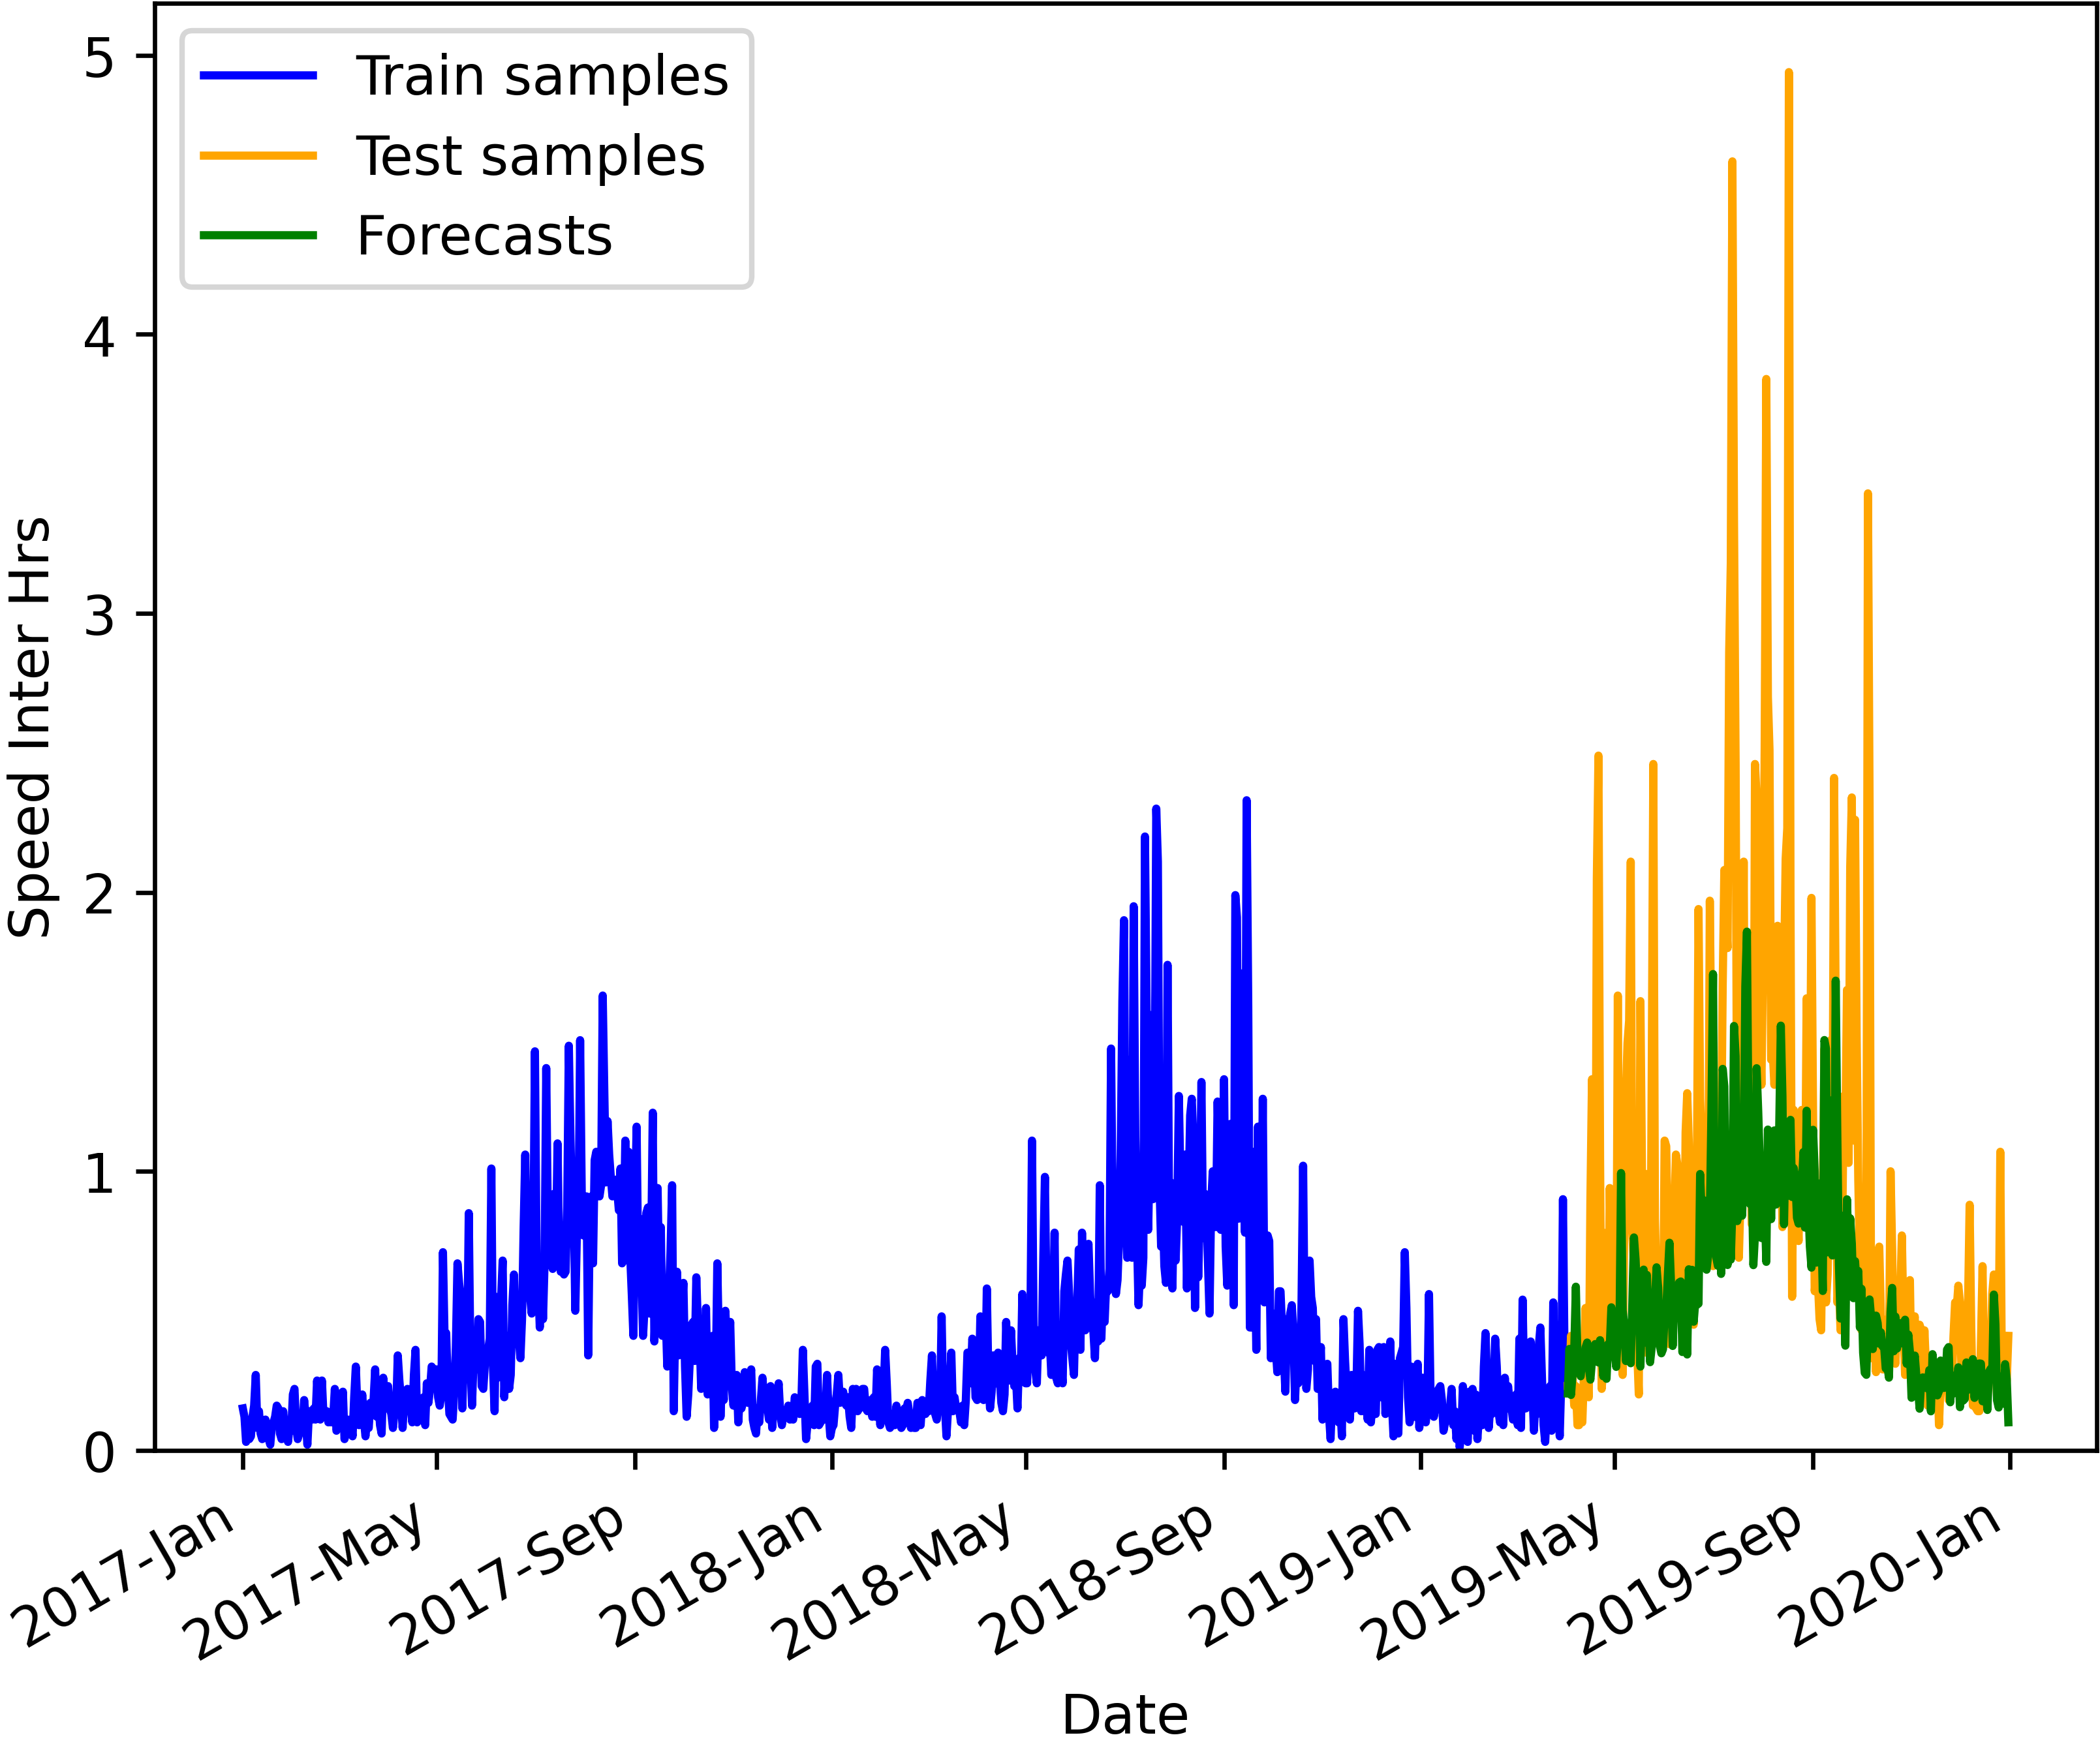 Train samples
Test samples
Forecasts
5
4
3
2
1
0
Speed Inter Hrs
2017-Jan
2017-May
2017-Sep
2018-Jan
2018-May
2018-Sep
2019-Jan
2019-May
2019-Sep
2020-Jan
Date